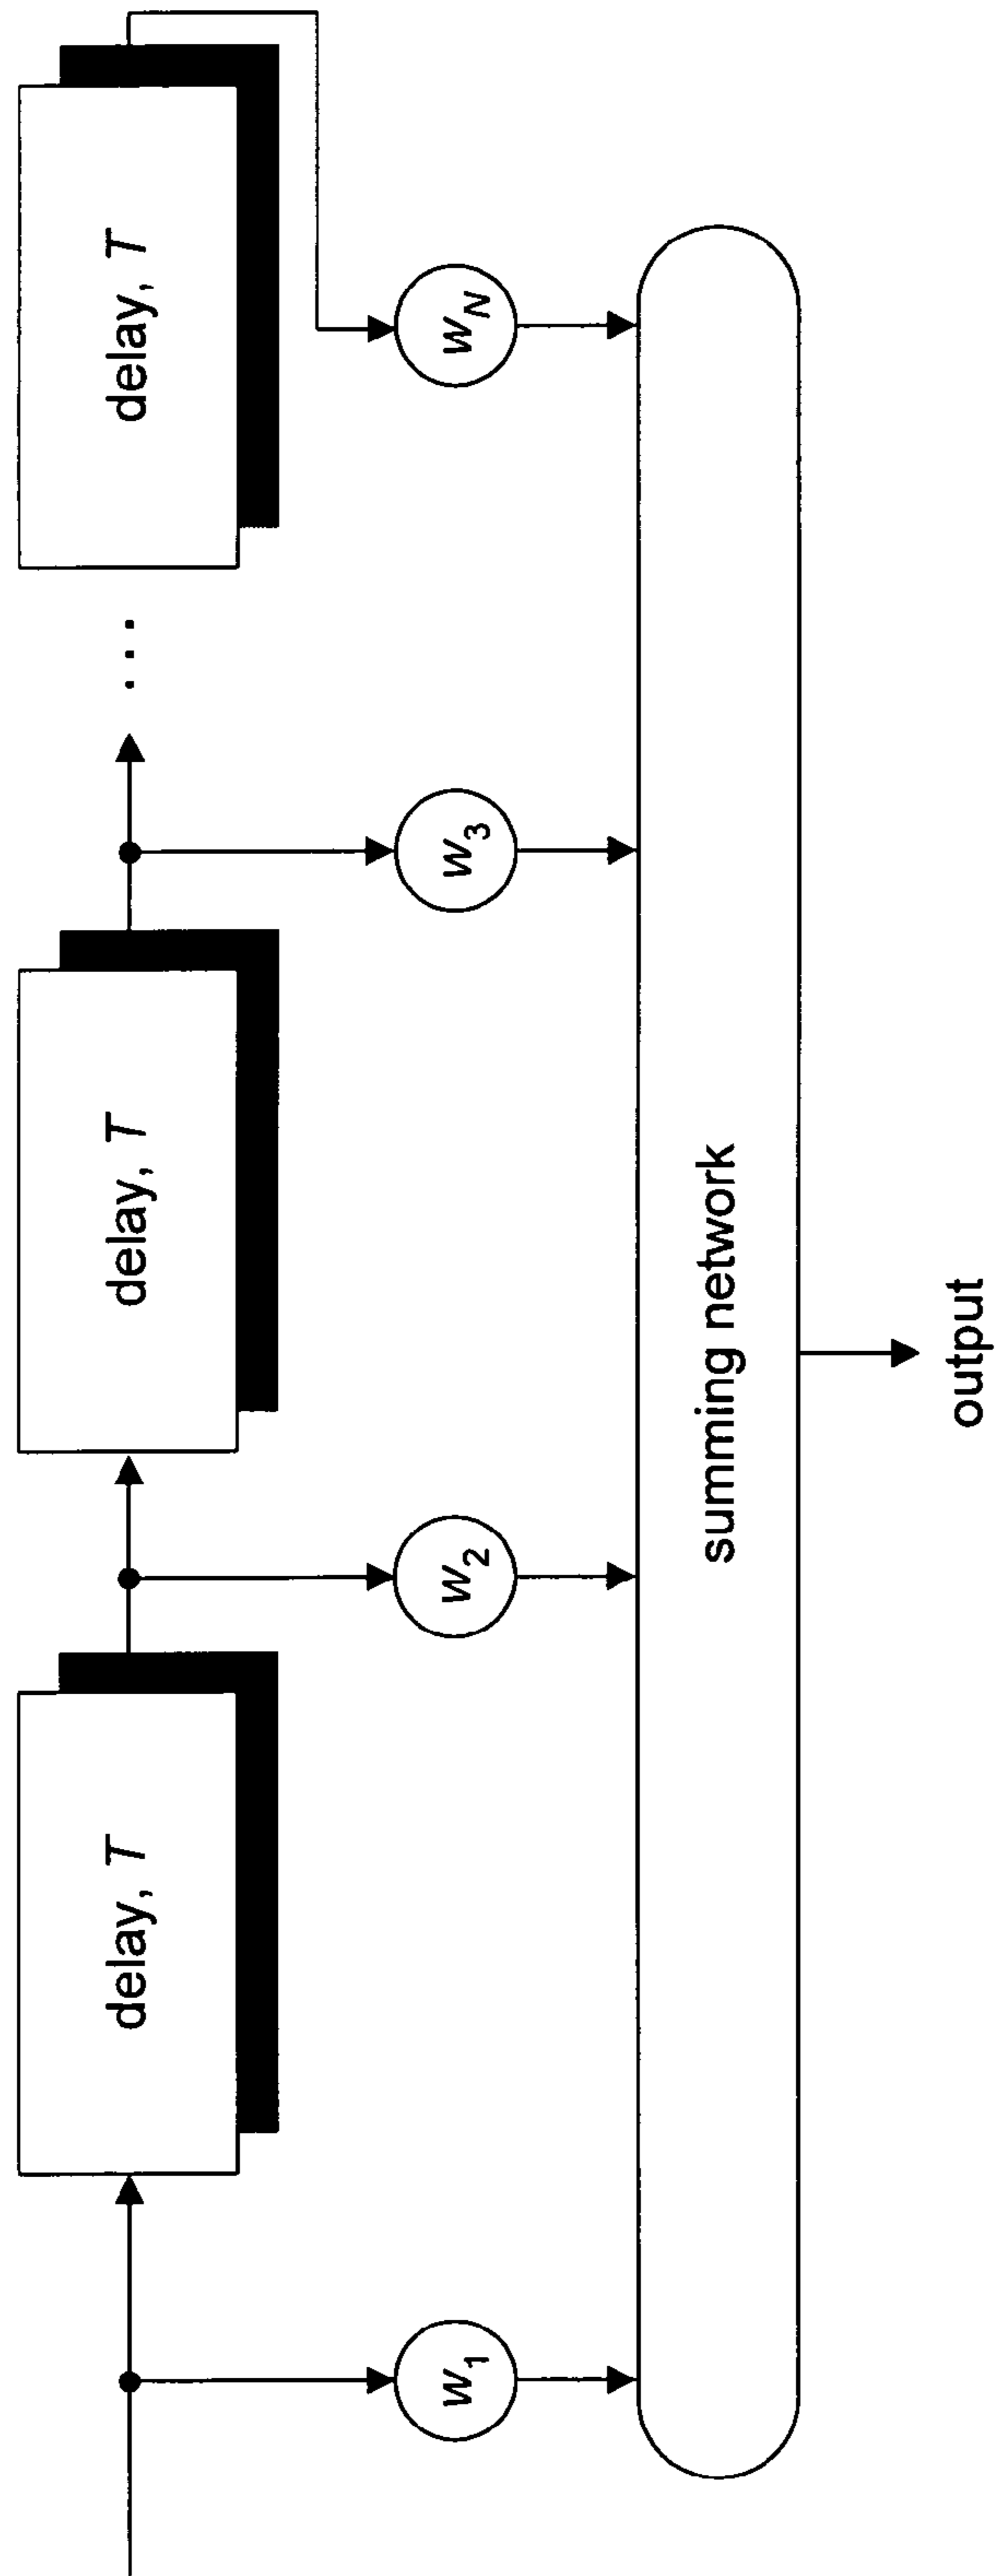 delay, T
delay, T
...
delay, T
w1
w2
w3
wN
summing network
output